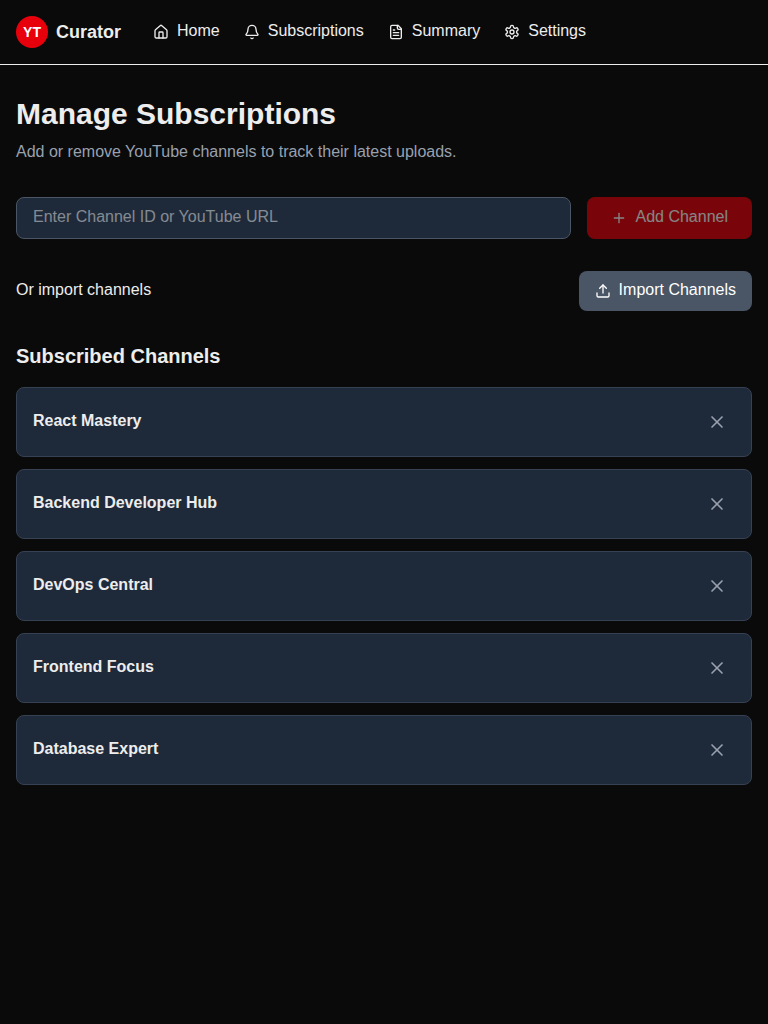 YT Curator Home Subscriptions Summary Settings
Manage Subscriptions
Add or remove YouTube channels to track their latest uploads.
Enter Channel ID or YouTube URL Add Channel
Or import channels Import Channels
Subscribed Channels
React Mastery
Backend Developer Hub
DevOps Central
Frontend Focus
Database Expert